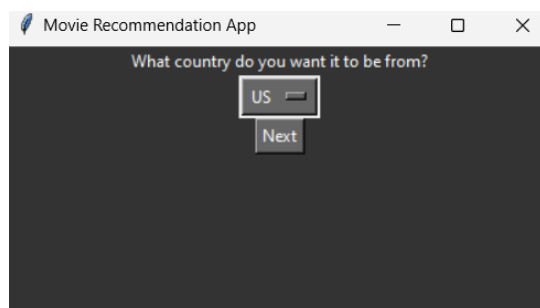 Movie Recommendation App
What country do you want it to be from?
US
Next